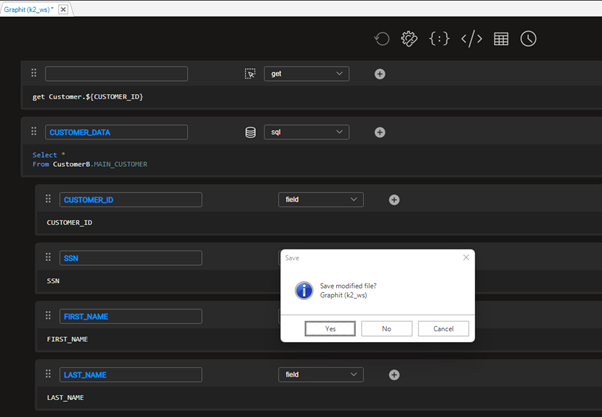 Graphit (k2_ws)*
{:} </>
get
get Customer.${CUSTOMER_ID}
CUSTOMER_DATA sql
Select *
From CustomerB.MAIN_CUSTOMER
CUSTOMER_ID field
CUSTOMER_ID
SSN
SSN
FIRST_NAME
FIRST_NAME
LAST_NAME field
LAST_NAME
Save
Save modified file?
Graphit (k2_ws)
Yes No Cancel